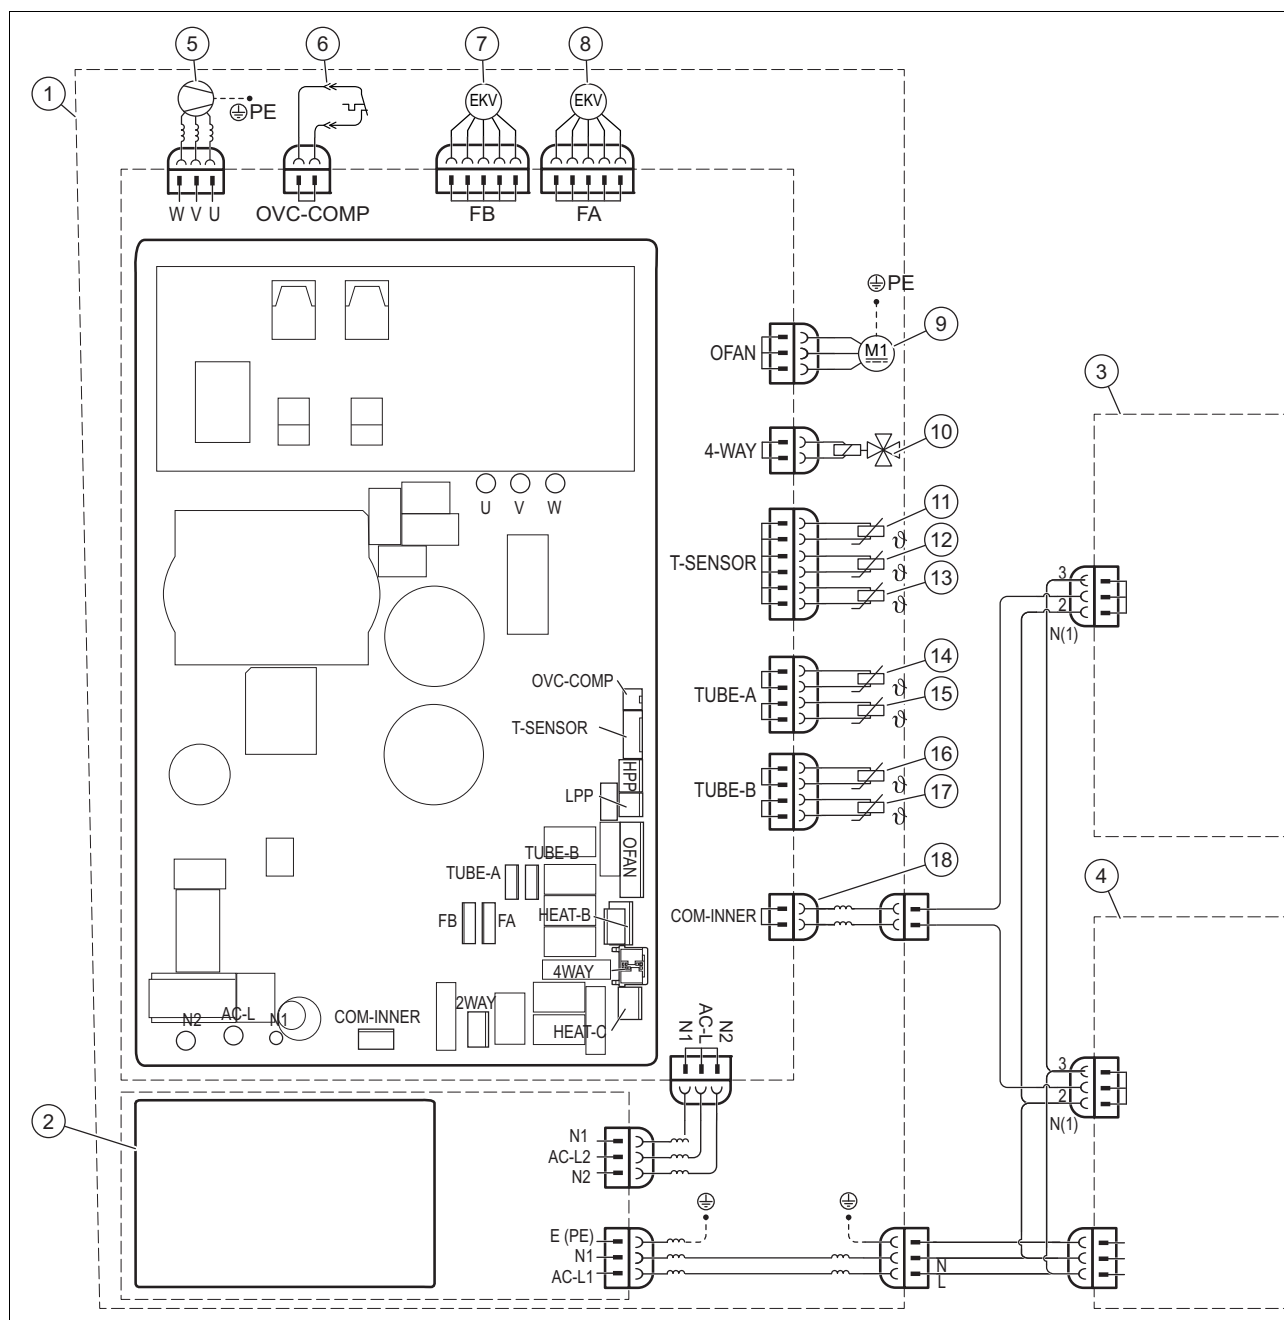 5
6
7
8
1
EKV
EKV
PE
W V U
OVC-COMP
FB
FA
PE
9
OFAN
M1
3
4-WAY
10
U
V
W
11
T-SENSOR
ϑ
12
ϑ
13
ϑ
3
2
N(1)
14
OVC-COMP
TUBE-A
ϑ
15
T-SENSOR
ϑ
HPP
16
LPP
TUBE-B
ϑ
17
ϑ
OFAN
TUBE-B
TUBE-A
18
4
FB
FA
HEAT-B
COM-INNER
4WAY
2WAY
N2
AC-L
N1
COM-INNER
HEAT-C
N1
AC-L
N2
3
2
N(1)
2
N1
AC-L2
N2
E (PE)
N1
AC-L1
N
L